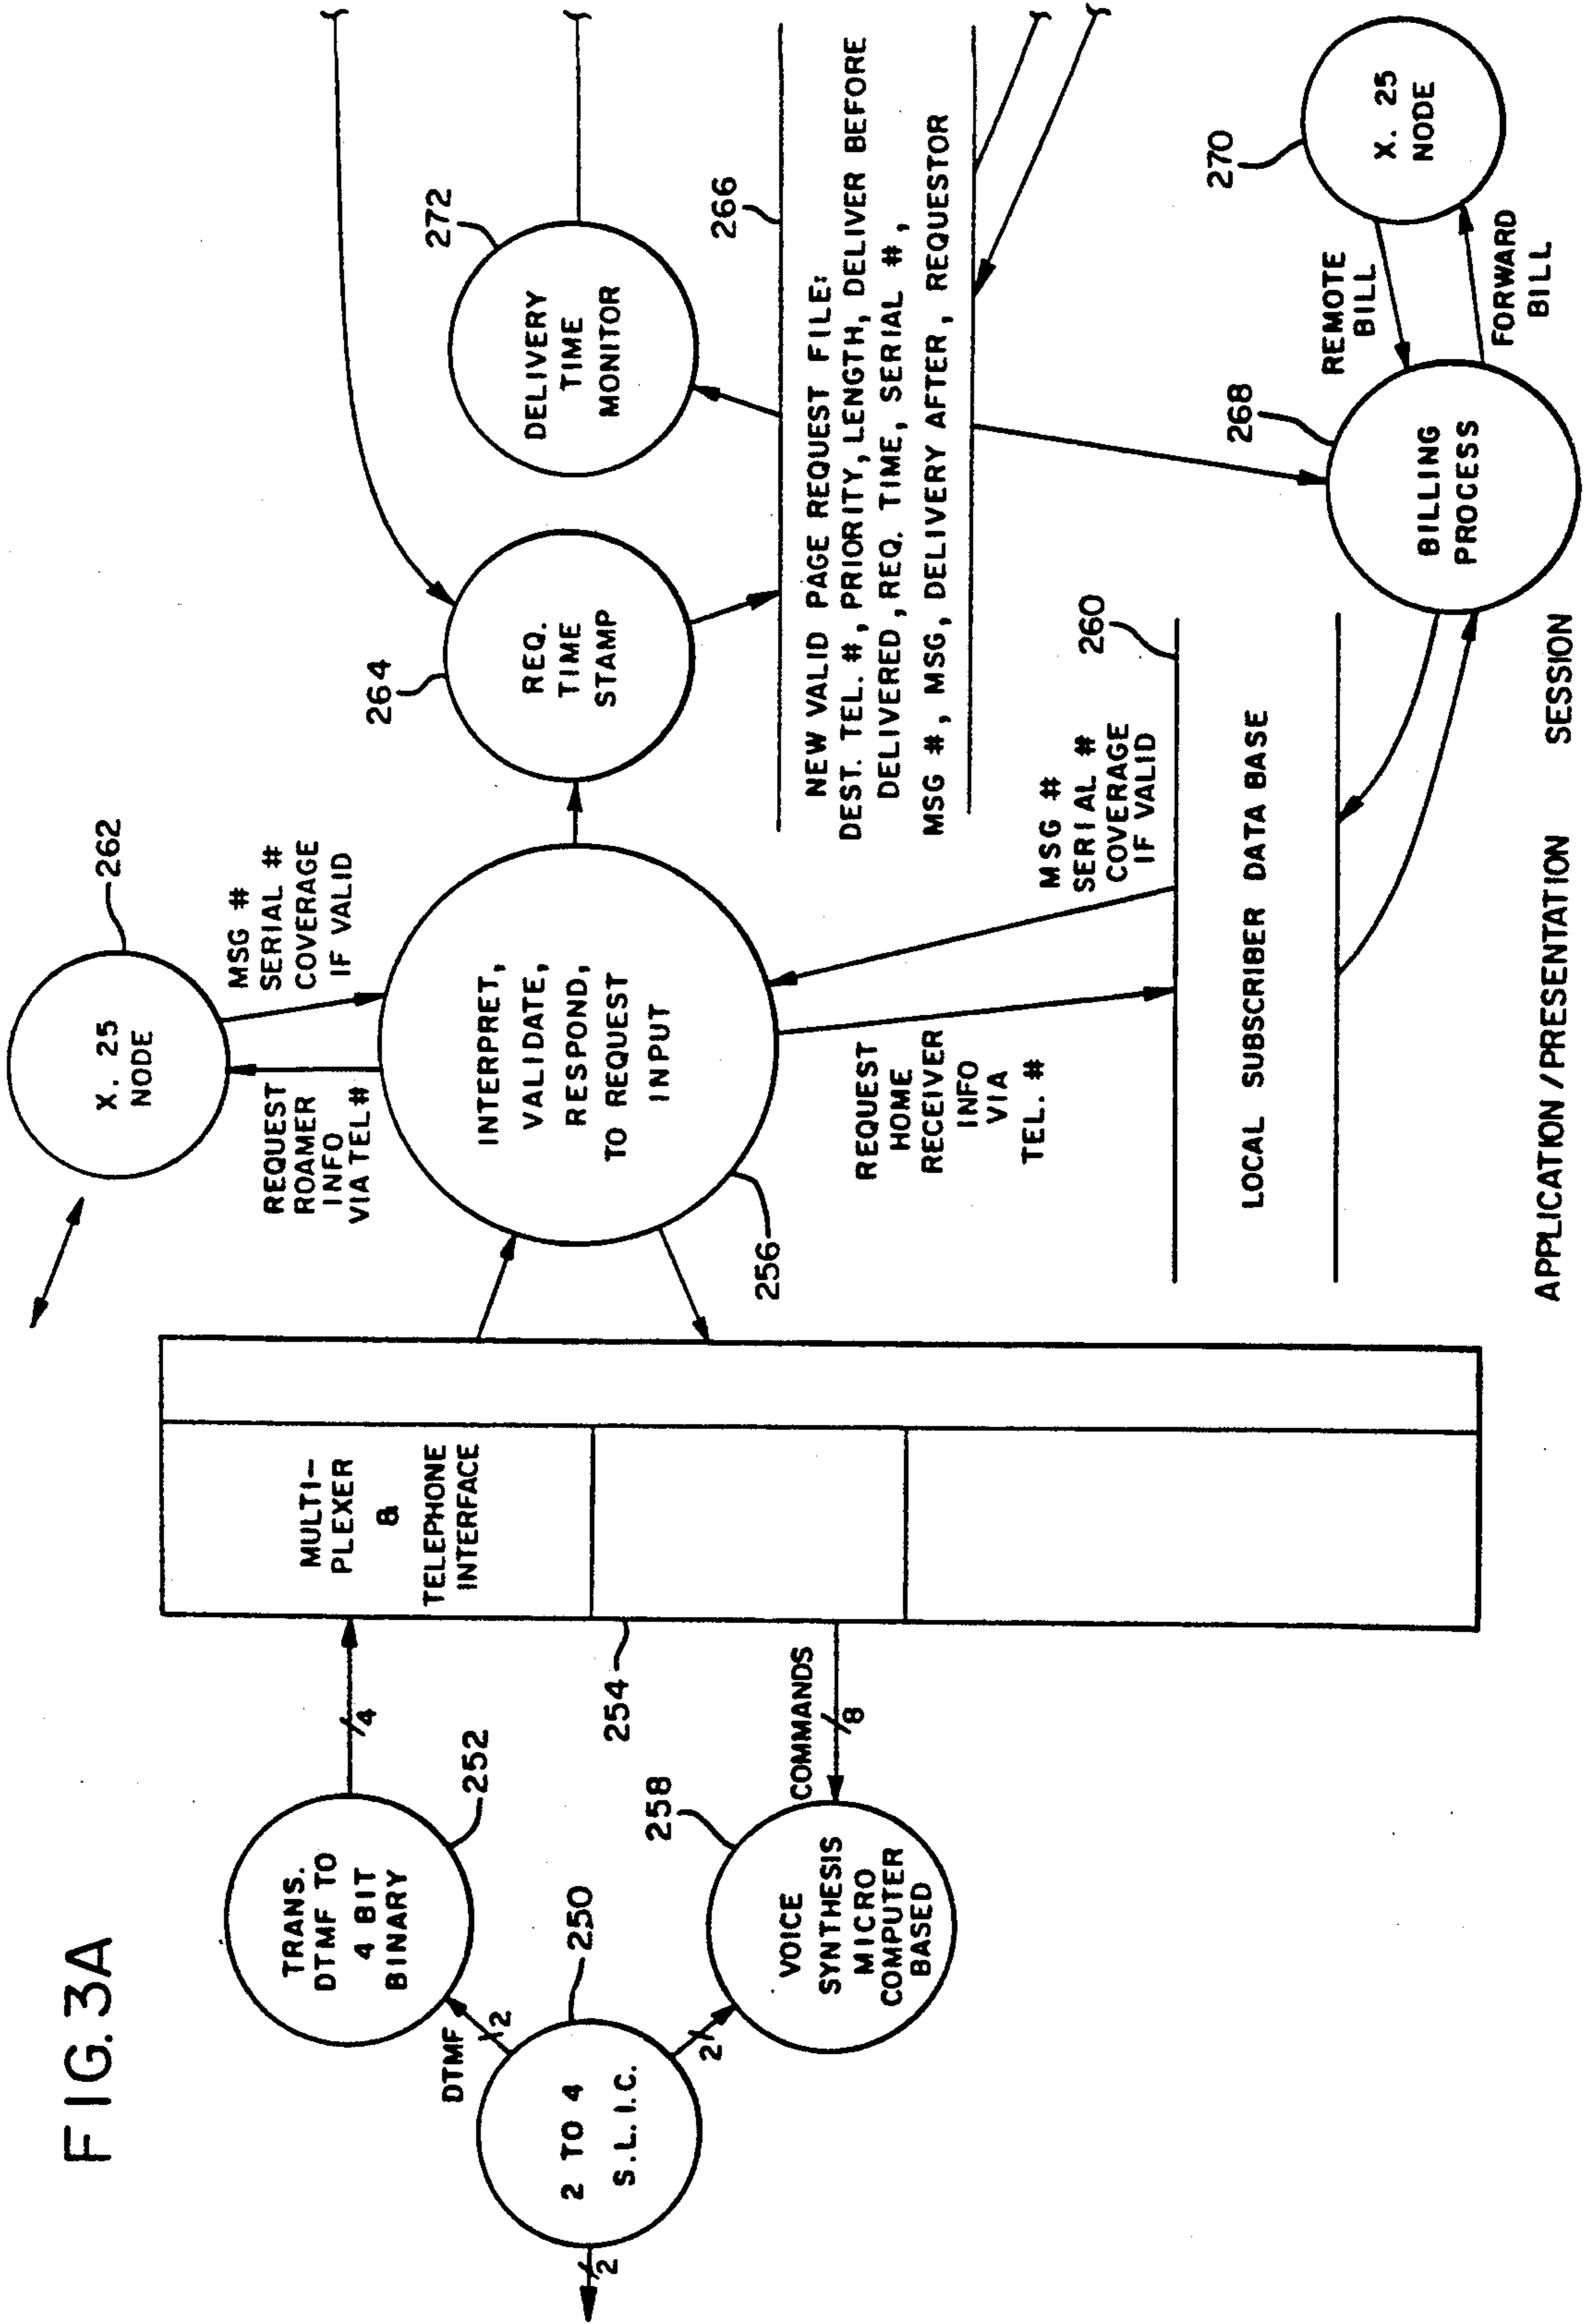 FIG. 3A
2 TO 4
S.L.I.C.
250
2
DTMF
2
2
TRANS.
DTMF TO
4 BIT
BINARY
252
4
VOICE
SYNTHESIS
MICRO
COMPUTER
BASED
258
COMMANDS
8
254
MULTI-
PLEXER
&
TELEPHONE
INTERFACE
X. 25
NODE
262
REQUEST
ROAMER
INFO
VIA TEL#
MSG #
SERIAL #
COVERAGE
IF VALID
INTERPRET,
VALIDATE,
RESPOND,
TO REQUEST
INPUT
256
REQUEST
HOME
RECEIVER
INFO
VIA
TEL. #
MSG #
SERIAL #
COVERAGE
IF VALID
260
LOCAL SUBSCRIBER DATA BASE
264
REQ.
TIME
STAMP
272
DELIVERY
TIME
MONITOR
266
NEW VALID PAGE REQUEST FILE:
DEST. TEL. #, PRIORITY, LENGTH, DELIVER BEFORE
DELIVERED, REQ. TIME, SERIAL #,
MSG #, MSG, DELIVERY AFTER, REQUESTOR
268
BILLING
PROCESS
REMOTE
BILL
FORWARD
BILL
270
X. 25
NODE
APPLICATION/PRESENTATION SESSION